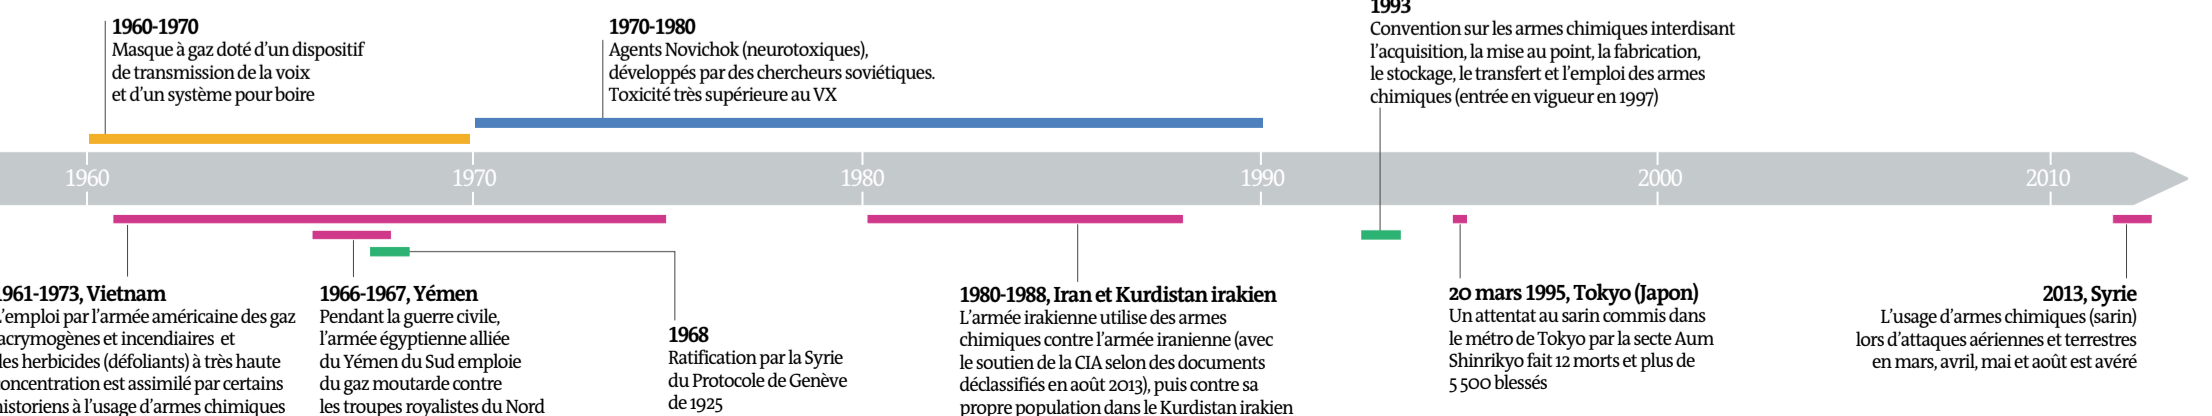 1960-1970
Masque à gaz doté d'un dispositif
de transmission de la voix
et d'un système pour boire
1970-1980
Agents Novichok (neurotoxiques),
développés par des chercheurs soviétiques.
Toxicité très supérieure au VX
1993
Convention sur les armes chimiques interdisant
l'acquisition, la mise au point, la fabrication,
le stockage, le transfert et l'emploi des armes
chimiques (entrée en vigueur en 1997)
1960
1970
1980
1990
2000
2010
1961-1973, Vietnam
L'emploi par l'armée américaine des gaz
lacrymogènes et incendiaires et
des herbicides (défoliants) à très haute
concentration est assimilé par certains
historiens à l'usage d'armes chimiques
1966-1967, Yémen
Pendant la guerre civile,
l'armée égyptienne alliée
du Yémen du Sud emploie
du gaz moutarde contre
les troupes royalistes du Nord
1968
Ratification par la Syrie
du Protocole de Genève
de 1925
1980-1988, Iran et Kurdistan irakien
L'armée irakienne utilise des armes
chimiques contre l'armée iranienne (avec
le soutien de la CIA selon des documents
déclassifiés en août 2013), puis contre sa
propre population dans le Kurdistan irakien
20 mars 1995, Tokyo (Japon)
Un attentat au sarin commis dans
le métro de Tokyo par la secte Aum
Shinrikyo fait 12 morts et plus de
5 500 blessés
2013, Syrie
L'usage d'armes chimiques (sarin)
lors d'attaques aériennes et terrestres
en mars, avril, mai et août est avéré